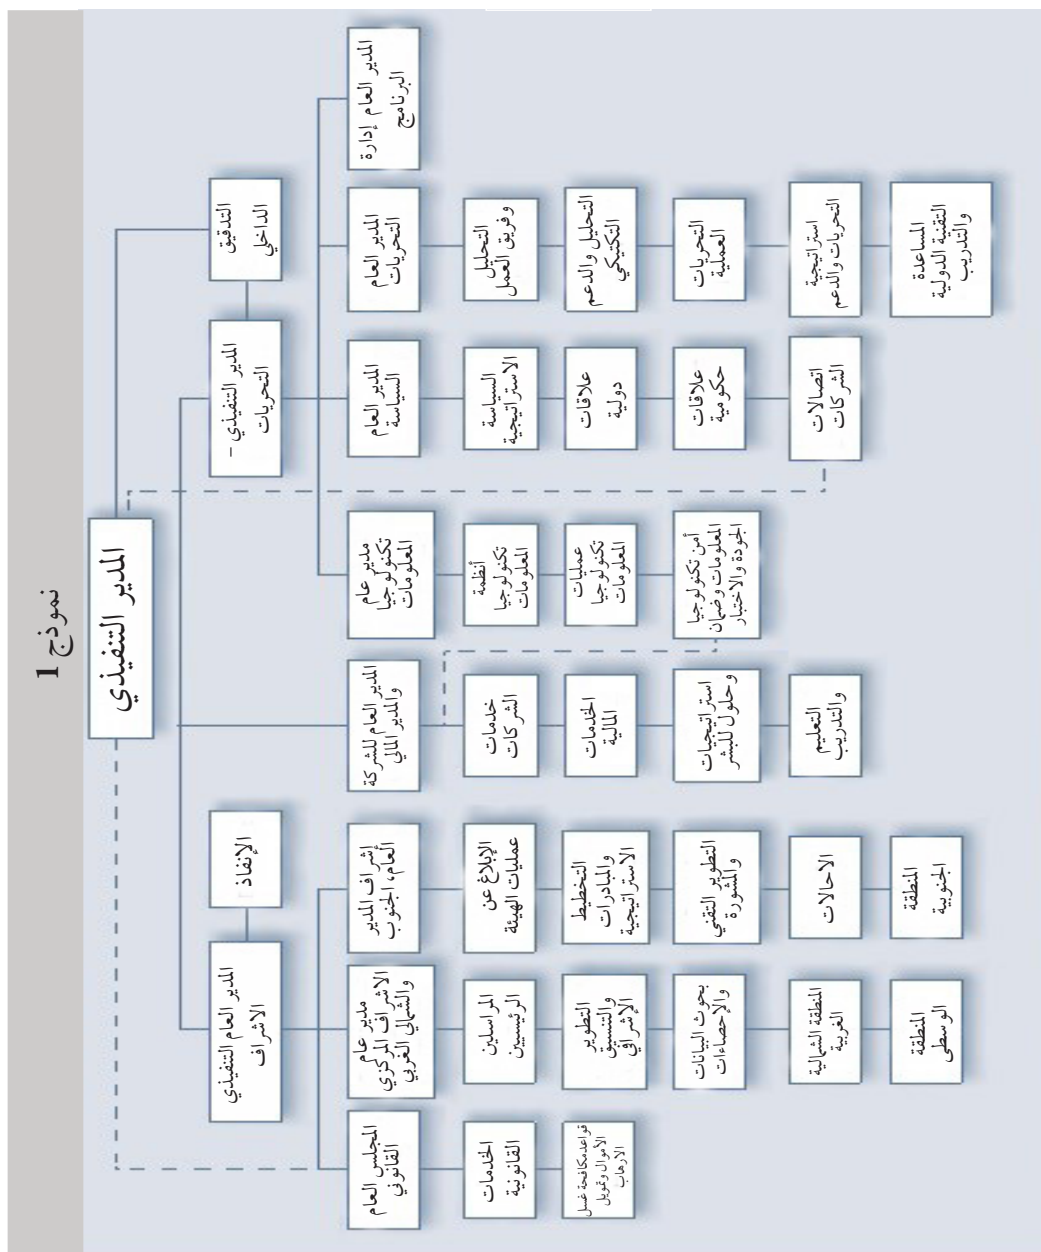 نموذج 1
المدير التنفيذي
التدقيق
الداخلي
المدير التنفيذي –
التحريات
الإنفاذ
المدير العام التنفيذي
الاشراف
المدير العام إدارة
البرنامج
المدير العام
التحريات
التحليل
وفريق العمل
التحليل والدعم
التكتيكي
التحريات
العملية
استراتيجية
التحريات والدعم
المساعدة
التقنية الدولية
والتدريب
المدير العام
السياسة
السياسة
الاستراتيجية
علاقات
دولية
علاقات
حكومية
اتصالات
الشركات
مدير عام
تكنولوجيا
المعلومات
أنظمة
تكنولوجيا
المعلومات
عمليات
تكنولوجيا
المعلومات
أمن تكنولوجيا
المعلومات وضمان
الجودة والاختبار
المدير العام للشركة
والمدير المالي
خدمات
الشركات
الخدمات
المالية
استراتيجيات
وحلول للبشر
التعليم
والتدريب
إشراف المدير
العام، الجنوب
الإبلاغ عن
عمليات الهيئة
التخطيط
والمبادرات
الاستراتيجية
التطوير التقني
والمشورة
الاحالات
المنطقة
الجنوبية
مدير عام
الاشراف المركزي
والشمالي الغربي
المراسلين
الرئيسيين
التطوير
والتنسيق
الإشرافي
بحوث البيانات
والإحصاءات
المنطقة الشمالية
الغربية
المنطقة
الوسطى
المجلس العام
القانوني
الخدمات
القانونية
قواعد مكافحة غسل
الأموال وتمويل
الارهاب